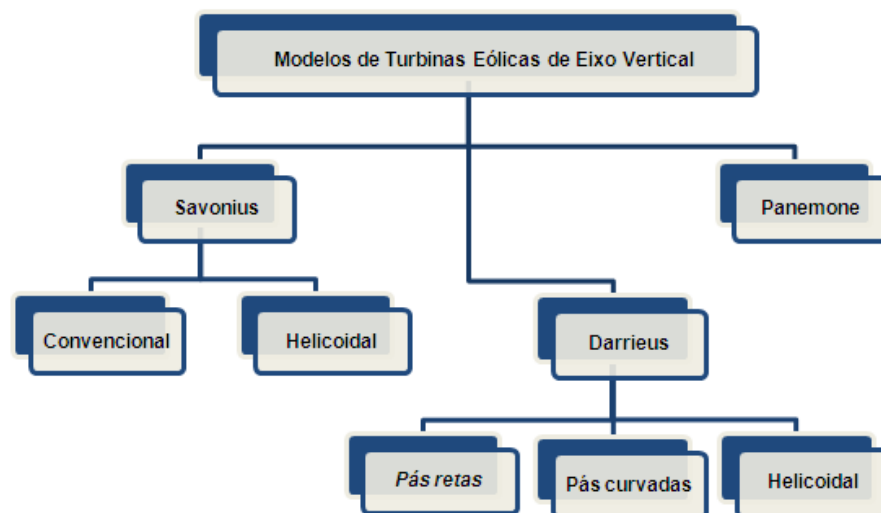 Modelos de Turbinas Eólicas de Eixo Vertical
Savonius
Panemone
Convencional
Helicoidal
Darrieus
Pás retas
Pás curvadas
Helicoidal